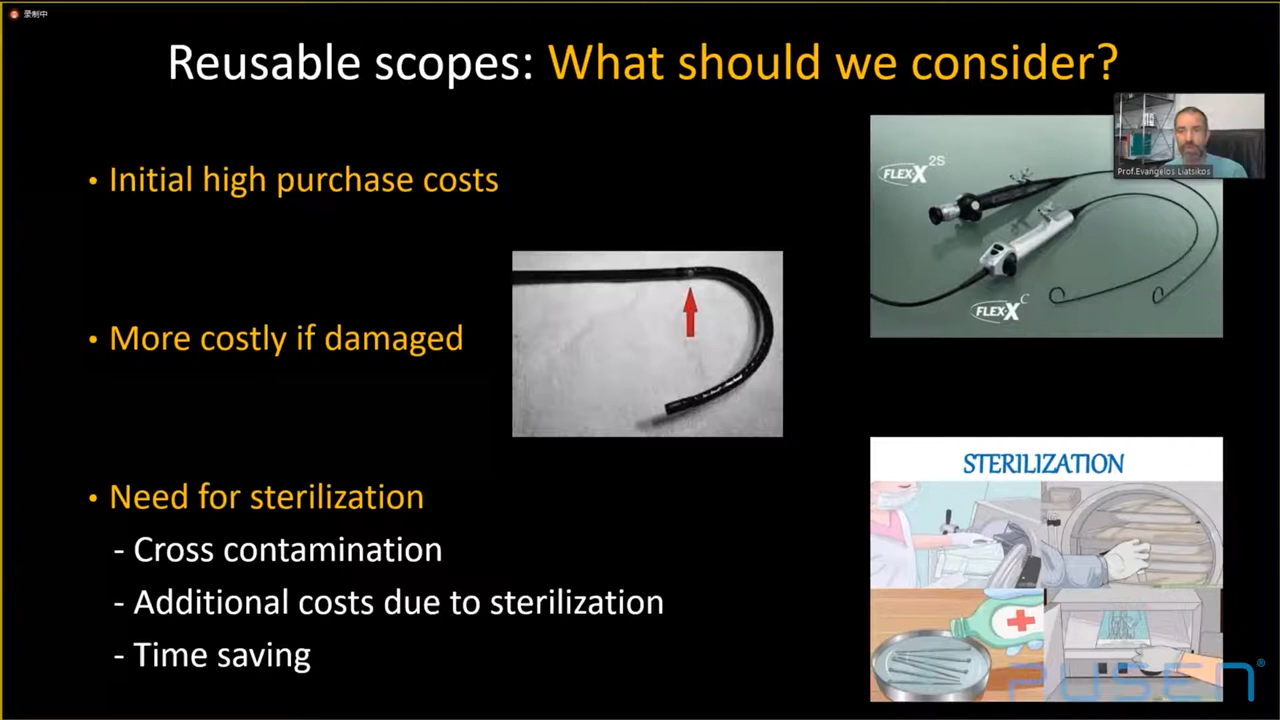 录制中
Reusable scopes: What should we consider?
• Initial high purchase costs
FLEX-X 2S
Prof.Evangelos Liatsikos
FLEX-X C
• More costly if damaged
STERILIZATION
• Need for sterilization
- Cross contamination
- Additional costs due to sterilization
- Time saving
PUSEN®